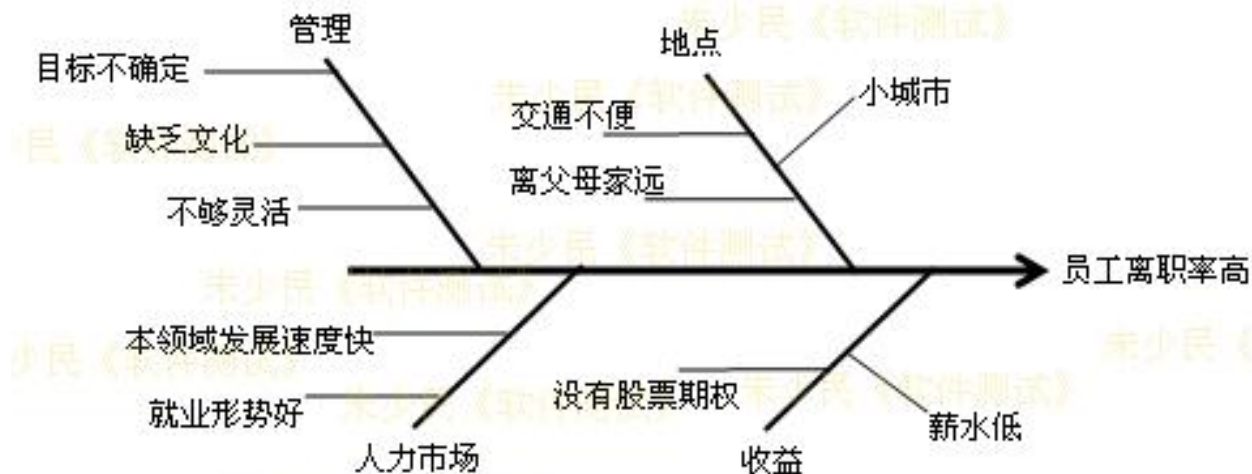 管理
目标不确定
缺乏文化
不够灵活
地点
交通不便
离父母家远
小城市
员工离职率高
本领域发展速度快
就业形势好
人力市场
没有股票期权
薪水低
收益